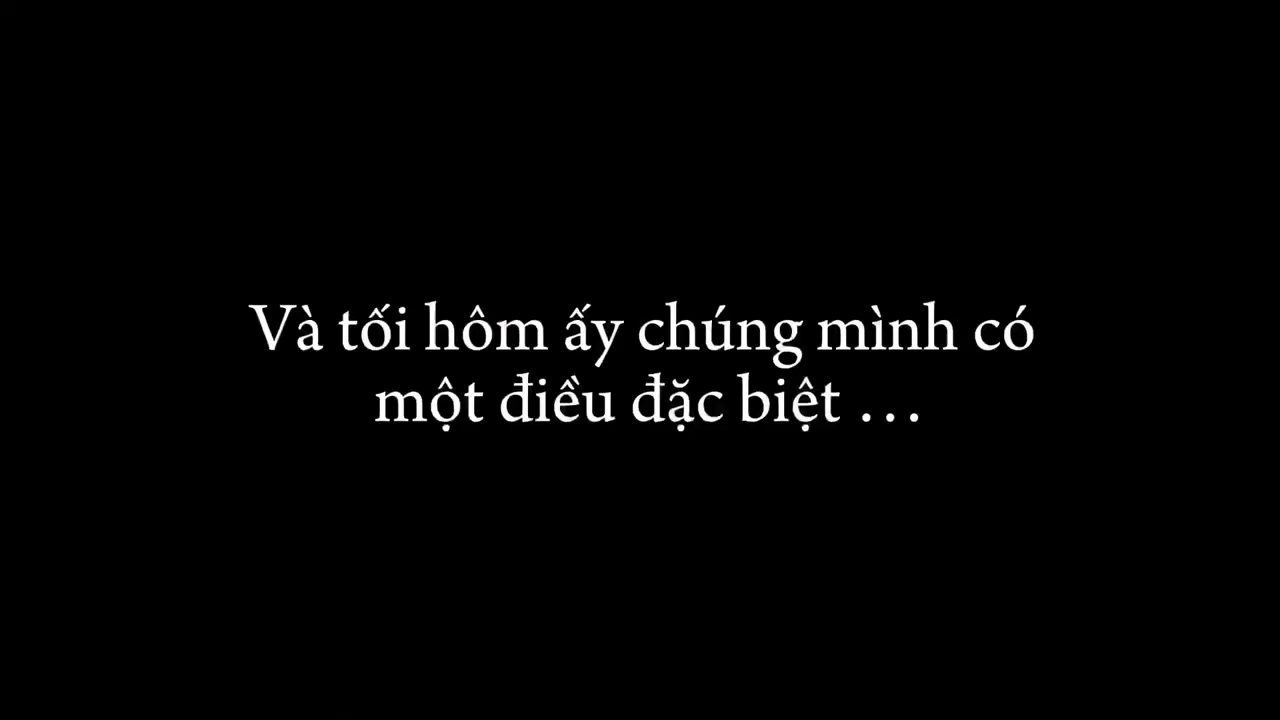 Và tối hôm ấy chúng mình có
một điều đặc biệt ...